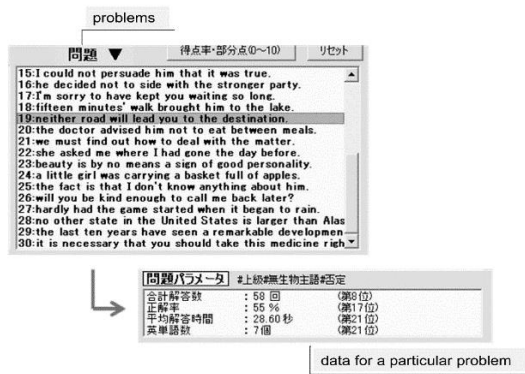 problems
問題 ▼ 得点率・部分点(0~10) リセット
15:I could not persuade him that it was true.
16:he decided not to side with the stronger party.
17:I'm sorry to have kept you waiting so long.
18:fifteen minutes' walk brought him to the lake.
19:neither road will lead you to the destination.
20:the doctor advised him not to eat between meals.
21:we must find out how to deal with the matter.
22:she asked me where I had gone the day before.
23:beauty is by no means a sign of good personality.
24:a little girl was carrying a basket full of apples.
25:the fact is that I don't know anything about him.
26:will you be kind enough to call me back later?
27:hardly had the game started when it began to rain.
28:no other state in the United States is larger than Alas
29:the last ten years have seen a remarkable developmen
30:it is necessary that you should take this medicine righ
問題パラメータ #上級#無生物主語#否定
合計解答数 : 58 回 (第8位)
正解率 : 55 % (第17位)
平均解答時間 : 28.60秒 (第21位)
英単語数 : 7個 (第21位)
data for a particular problem